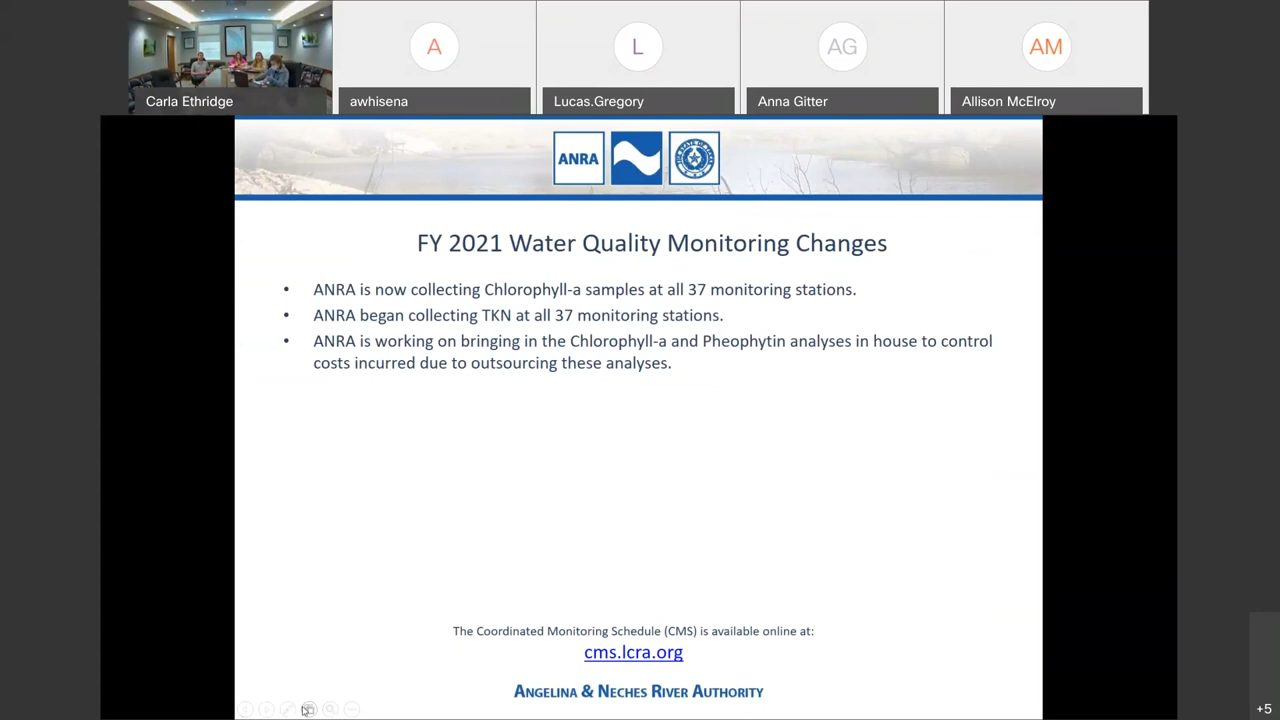 A
L
AG
AM
Carla Ethridge
awhisena
Lucas.Gregory
Anna Gitter
Allison McElroy
ANRA
FY 2021 Water Quality Monitoring Changes
• ANRA is now collecting Chlorophyll-a samples at all 37 monitoring stations.
• ANRA began collecting TKN at all 37 monitoring stations.
• ANRA is working on bringing in the Chlorophyll-a and Pheophytin analyses in house to control
costs incurred due to outsourcing these analyses.
The Coordinated Monitoring Schedule (CMS) is available online at:
cms.lcra.org
ANGELINA & NECHES RIVER AUTHORITY
+5